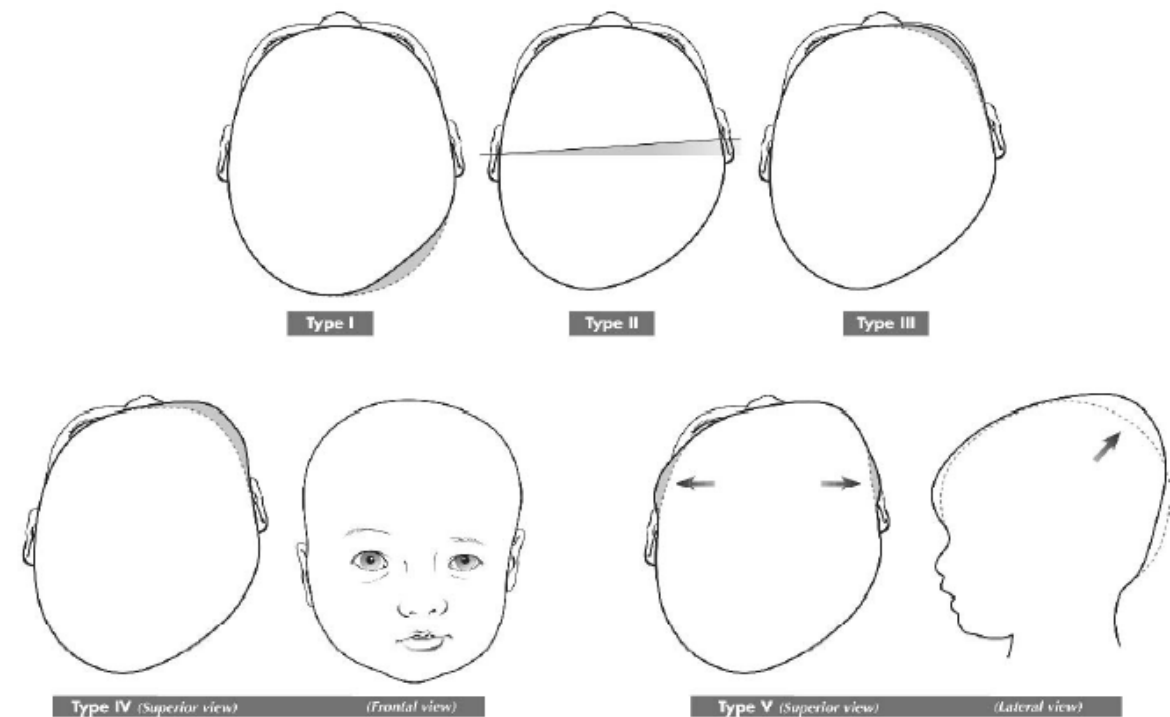 Type I
Type II
Type III
Type IV (Superior view) (Frontal view)
Type V (Superior view) (Lateral view)